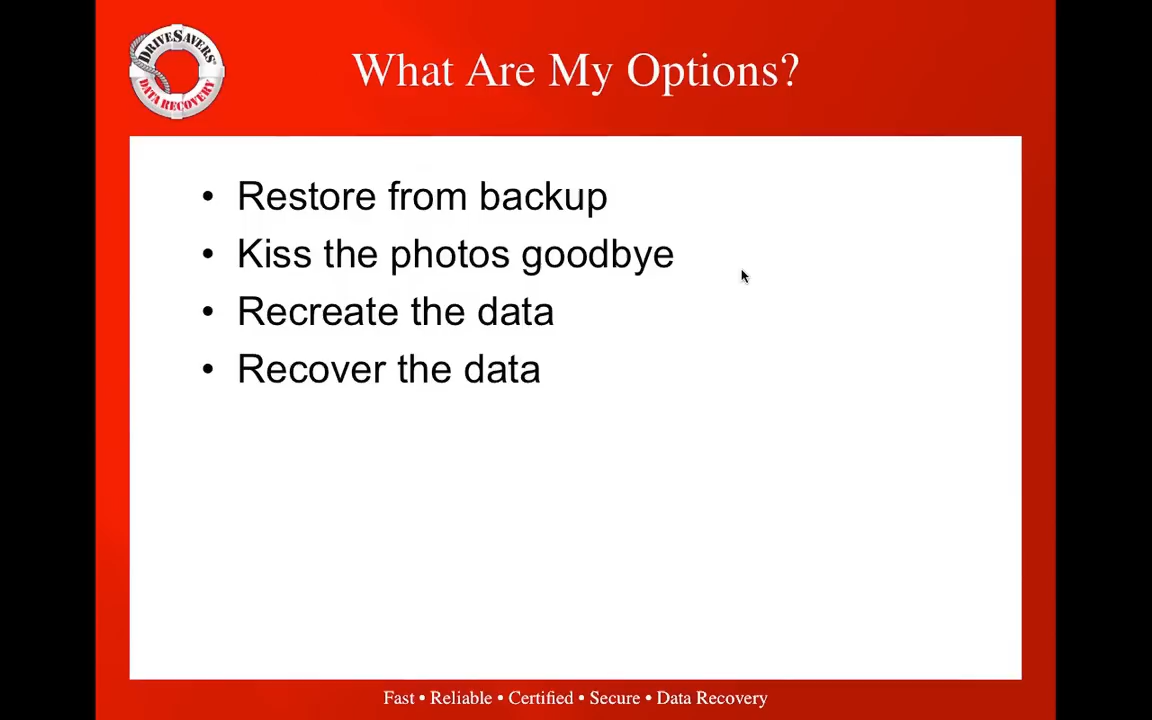 DRIVESAVERS
DATA RECOVERY
What Are My Options?
• Restore from backup
• Kiss the photos goodbye
• Recreate the data
• Recover the data
Fast • Reliable • Certified • Secure • Data Recovery